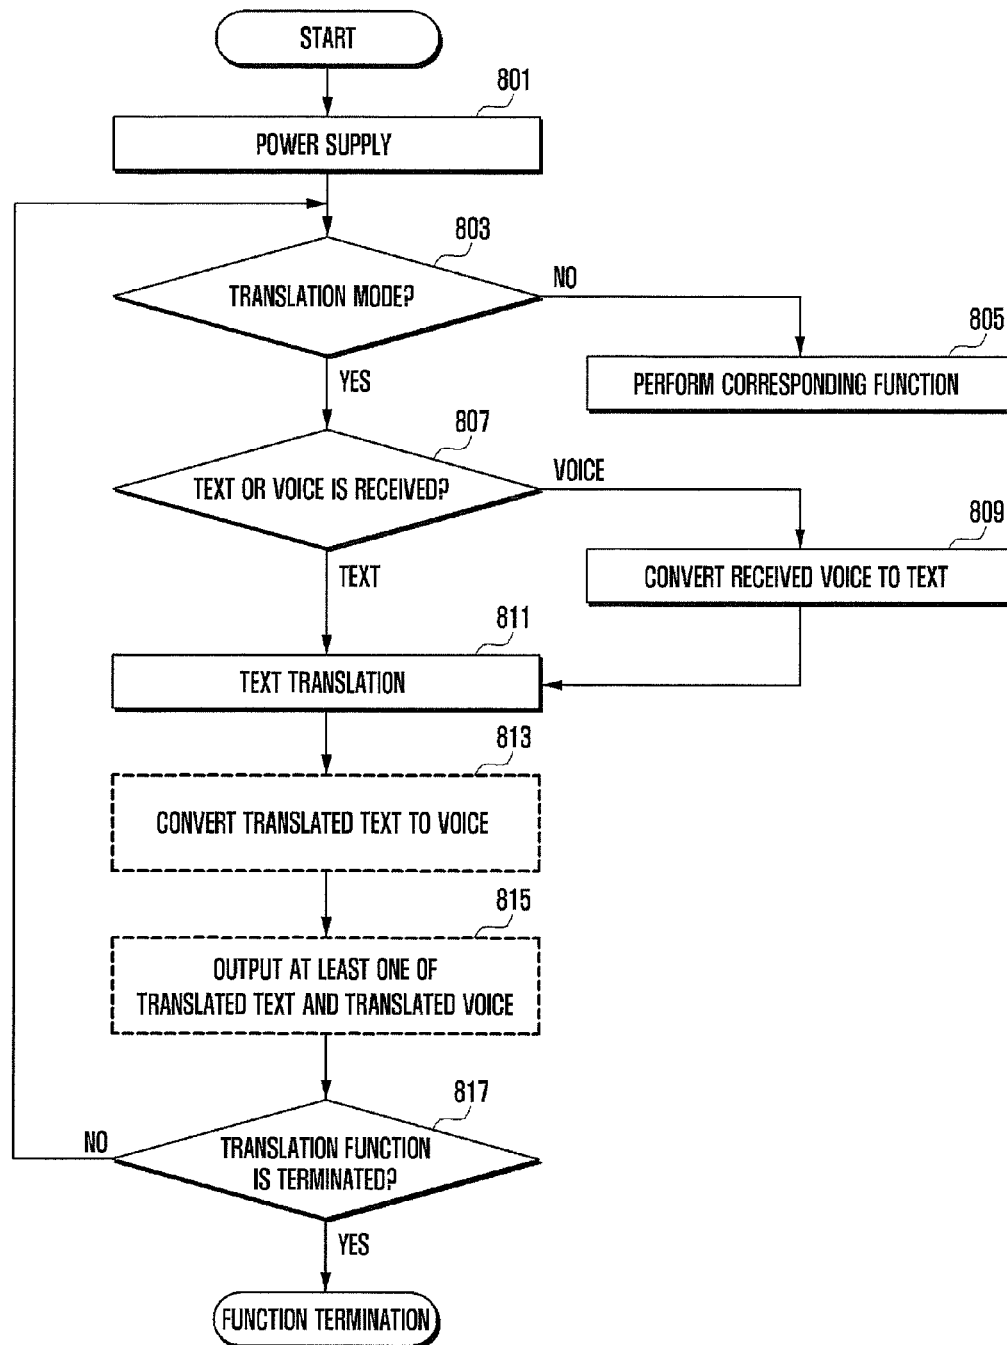 START
801
POWER SUPPLY
803
TRANSLATION MODE?
NO
805
PERFORM CORRESPONDING FUNCTION
YES
807
TEXT OR VOICE IS RECEIVED?
VOICE
809
CONVERT RECEIVED VOICE TO TEXT
TEXT
811
TEXT TRANSLATION
813
CONVERT TRANSLATED TEXT TO VOICE
815
OUTPUT AT LEAST ONE OF
TRANSLATED TEXT AND TRANSLATED VOICE
817
NO
TRANSLATION FUNCTION
IS TERMINATED?
YES
FUNCTION TERMINATION